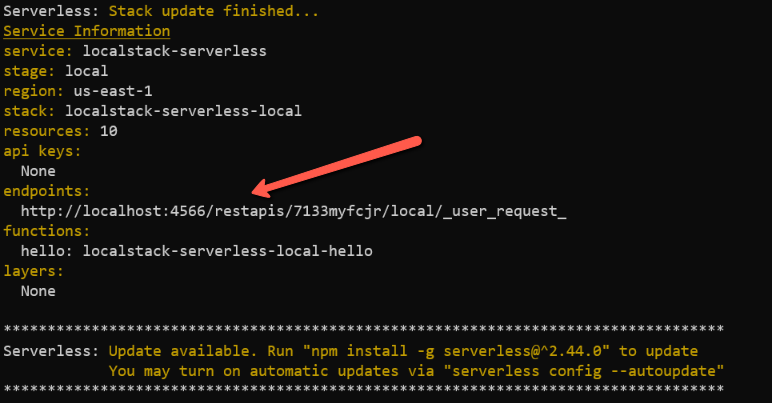 Serverless: Stack update finished...
Service Information
service: localstack-serverless
stage: local
region: us-east-1
stack: localstack-serverless-local
resources: 10
api keys:
  None
endpoints:
  http://localhost:4566/restapis/7133myfcjr/local/_user_request_
functions:
  hello: localstack-serverless-local-hello
layers:
  None
**********************************************************************************
Serverless: Update available. Run "npm install -g serverless@^2.44.0" to update
            You may turn on automatic updates via "serverless config --autoupdate"
**********************************************************************************